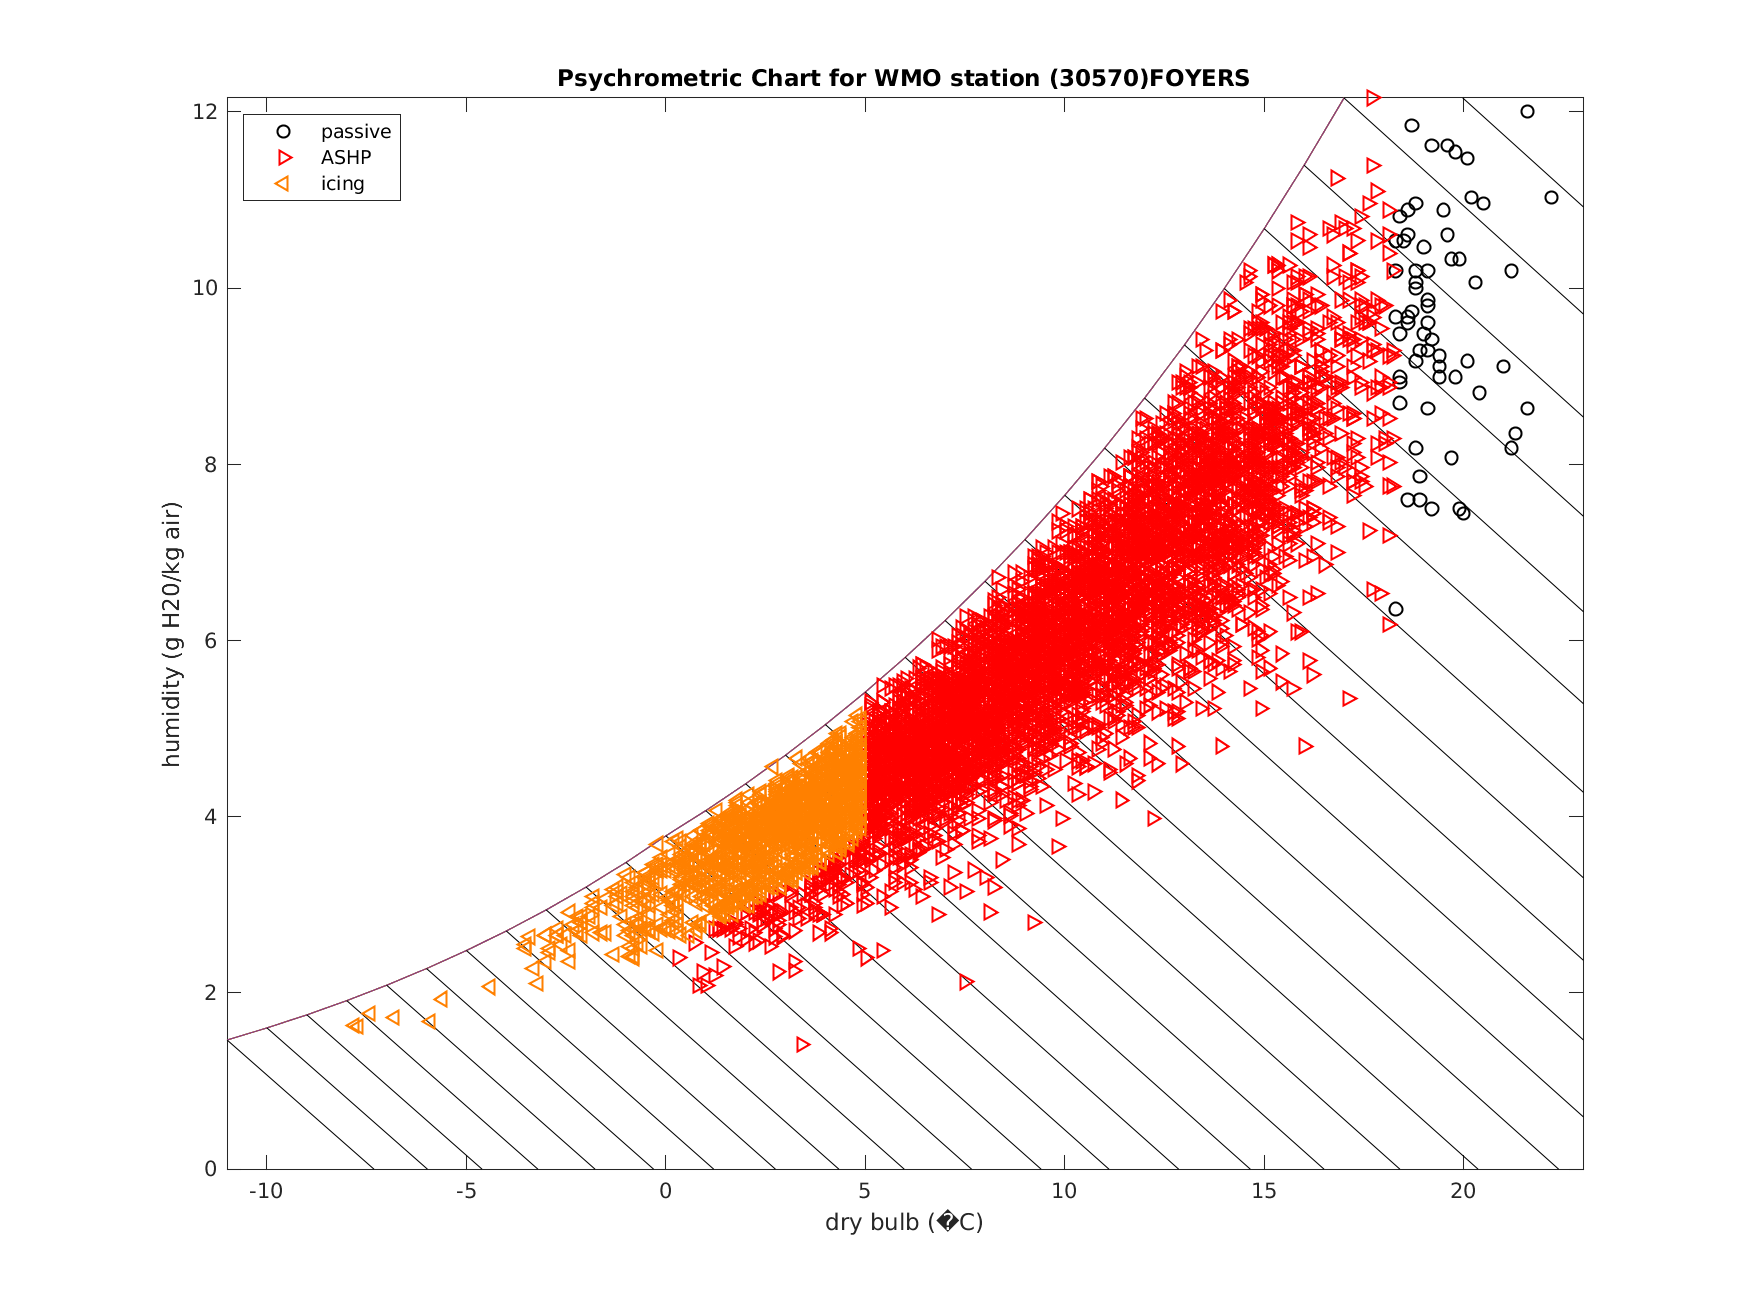 Psychrometric Chart for WMO station (30570)FOYERS
passive
ASHP
icing
12
10
8
6
4
2
0
humidity (g H20/kg air)
-10 -5 0 5 10 15 20
dry bulb (�C)